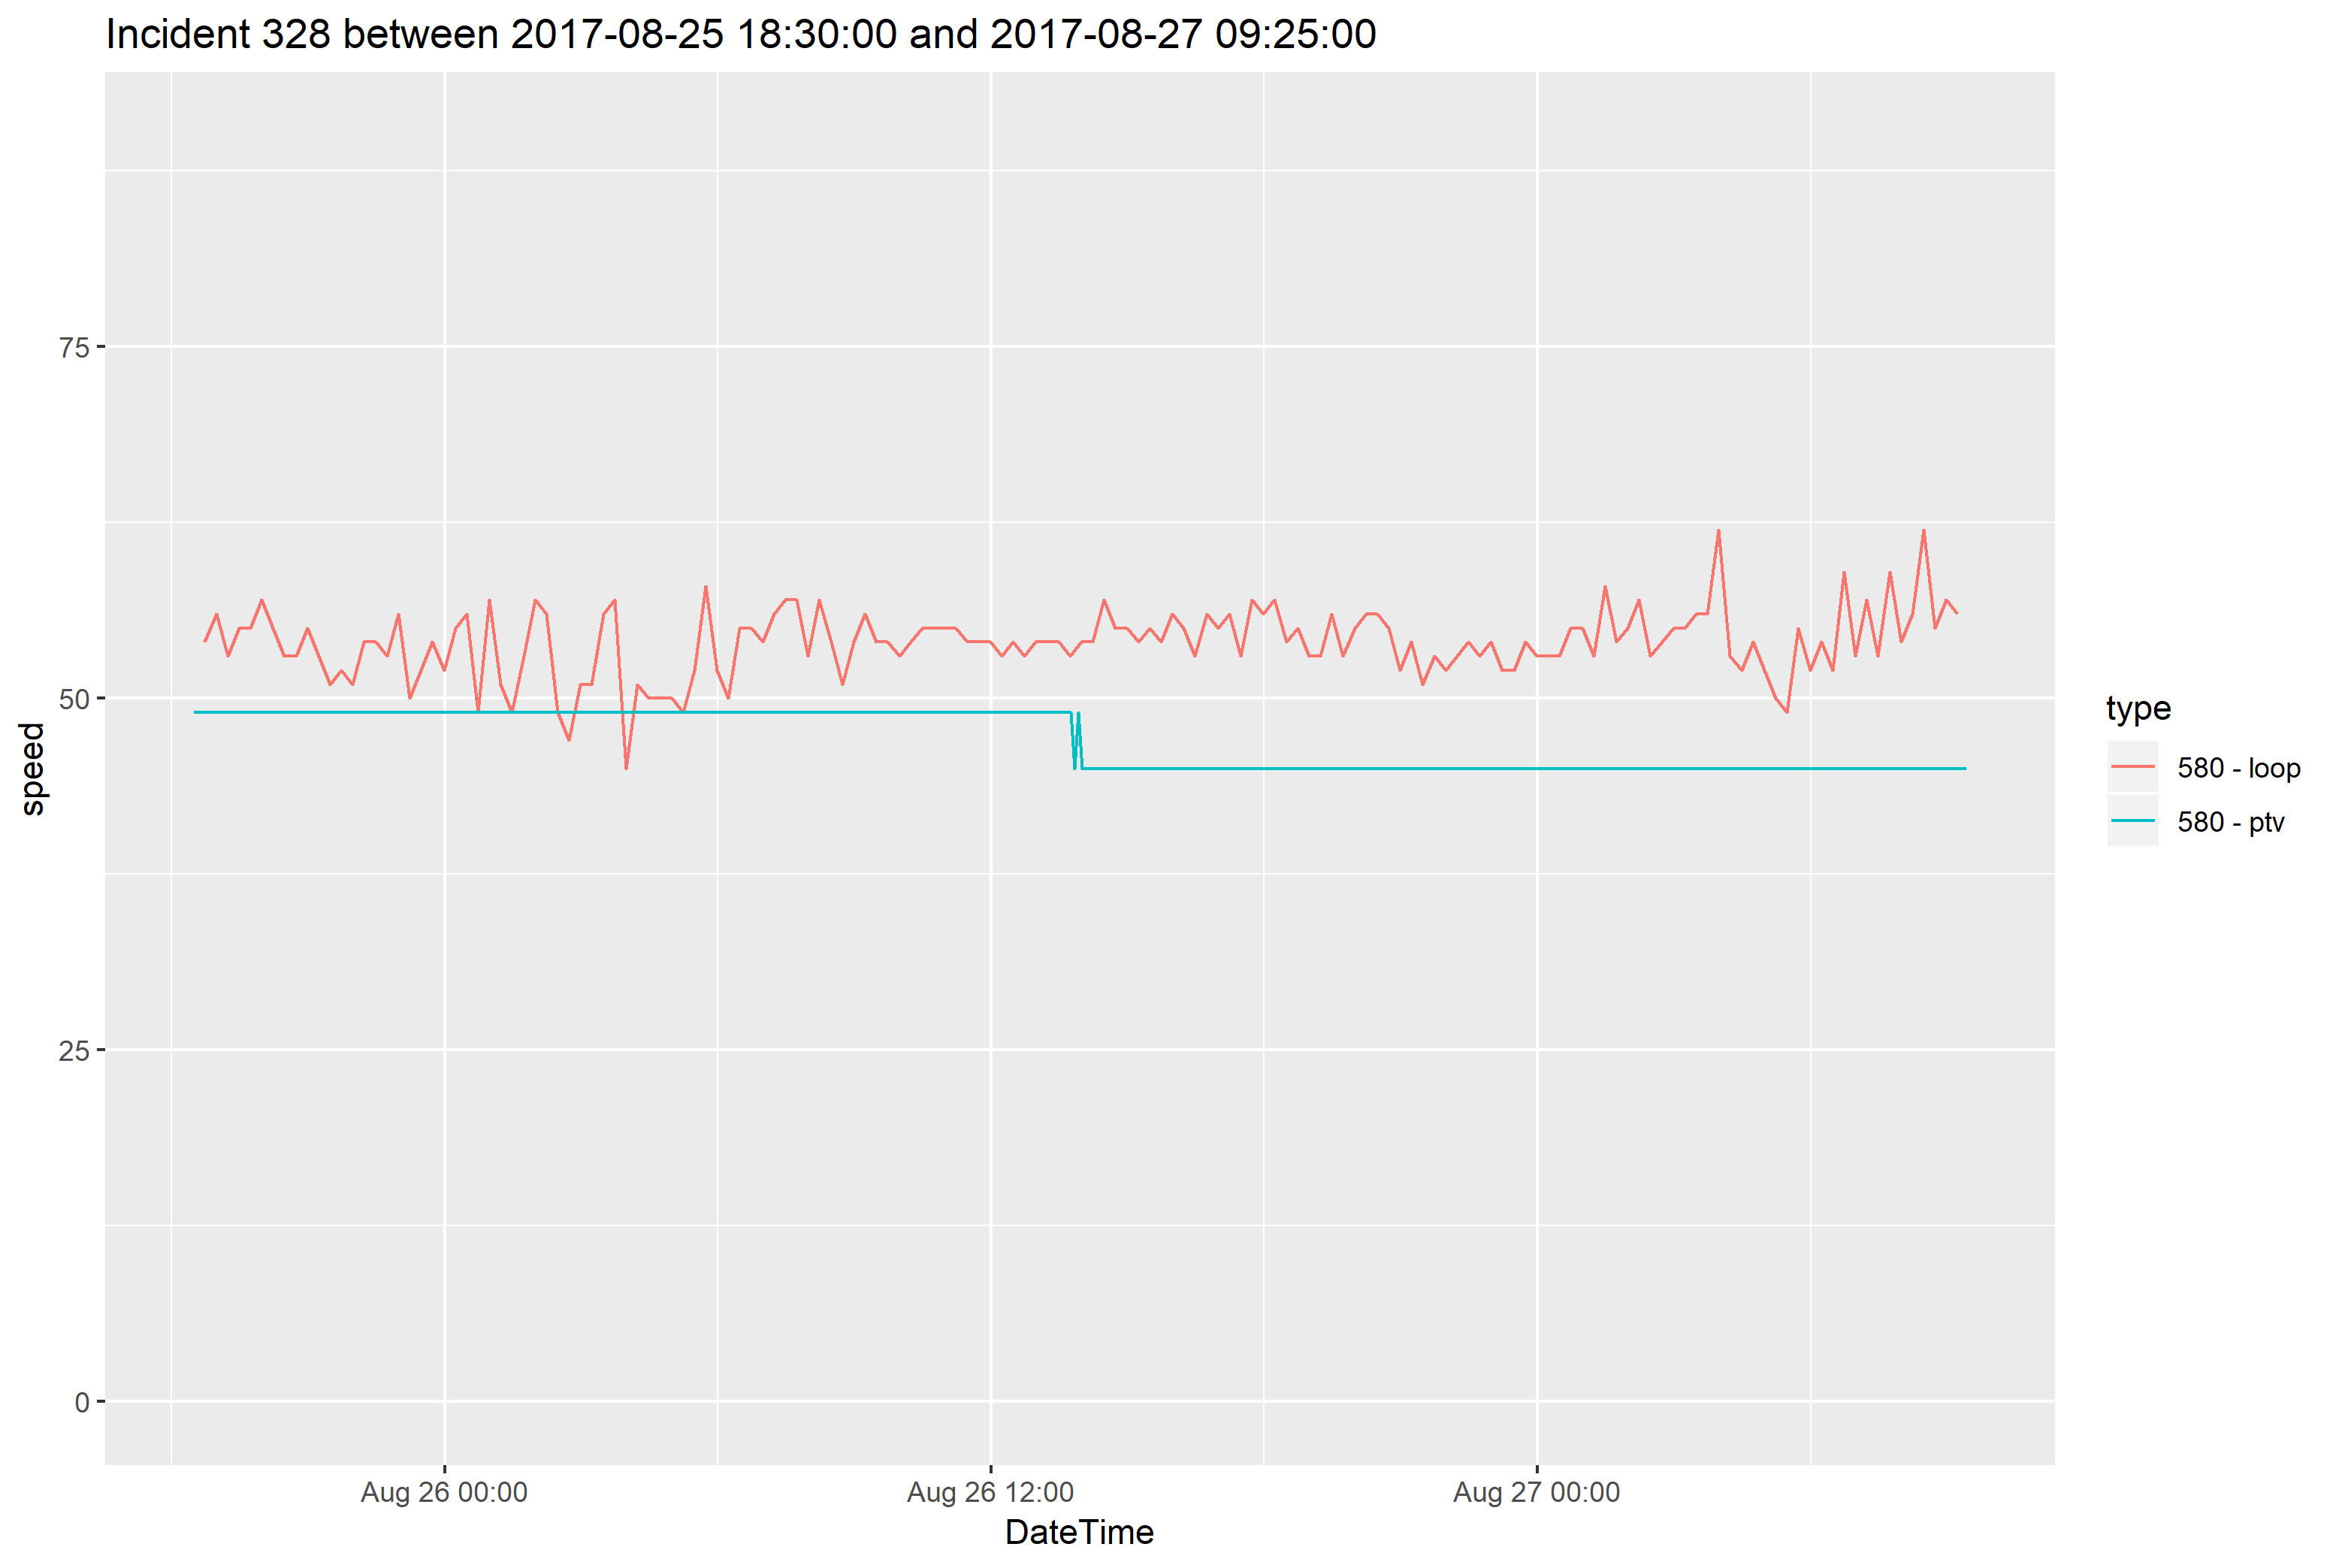 Incident 328 between 2017-08-25 18:30:00 and 2017-08-27 09:25:00
75
50
25
0
speed
Aug 26 00:00
Aug 26 12:00
Aug 27 00:00
DateTime
type
580 - loop
580 - ptv